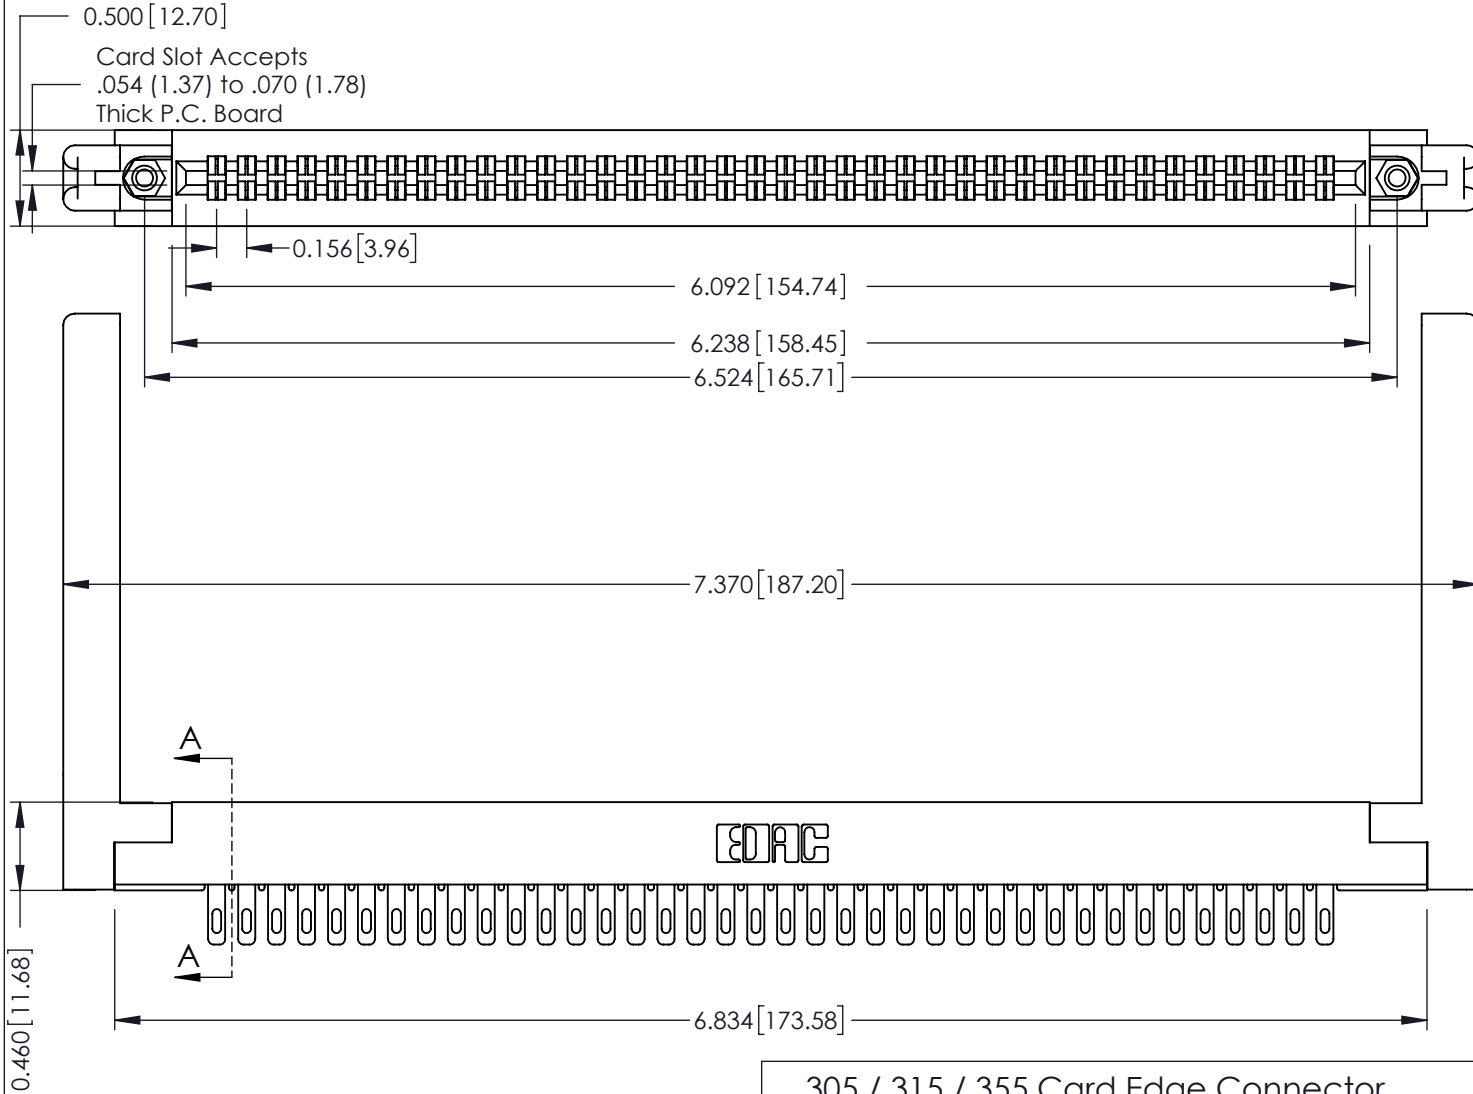 0.500 [12.70]
Card Slot Accepts
.054 (1.37) to .070 (1.78)
Thick P.C. Board
0.156 [3.96]
6.092 [154.74]
6.238 [158.45]
6.524 [165.71]
7.370 [187.20]
A
EDAC
A
0.460 [11.68]
6.834 [173.58]
305 / 315 / 355 Card Edge Connector